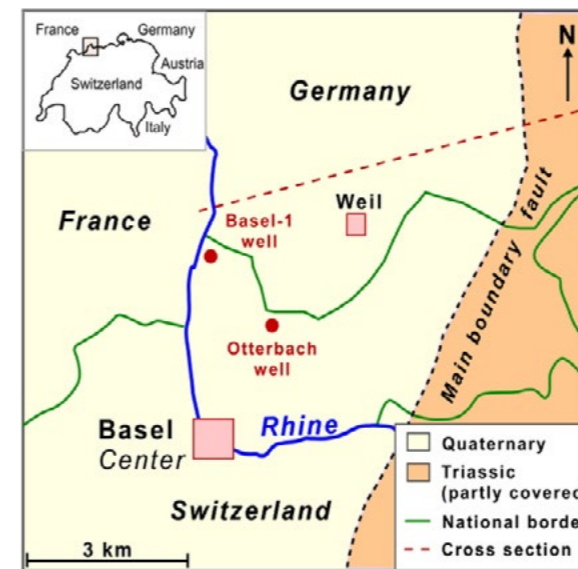 France
Germany
Austria
Switzerland
Italy
N
Germany
France
Weil
Basel-1
well
Otterbach
well
Main boundary fault
Basel
Center
Rhine
Switzerland
3 km
Quaternary
Triassic
(partly covered
National borde
Cross section